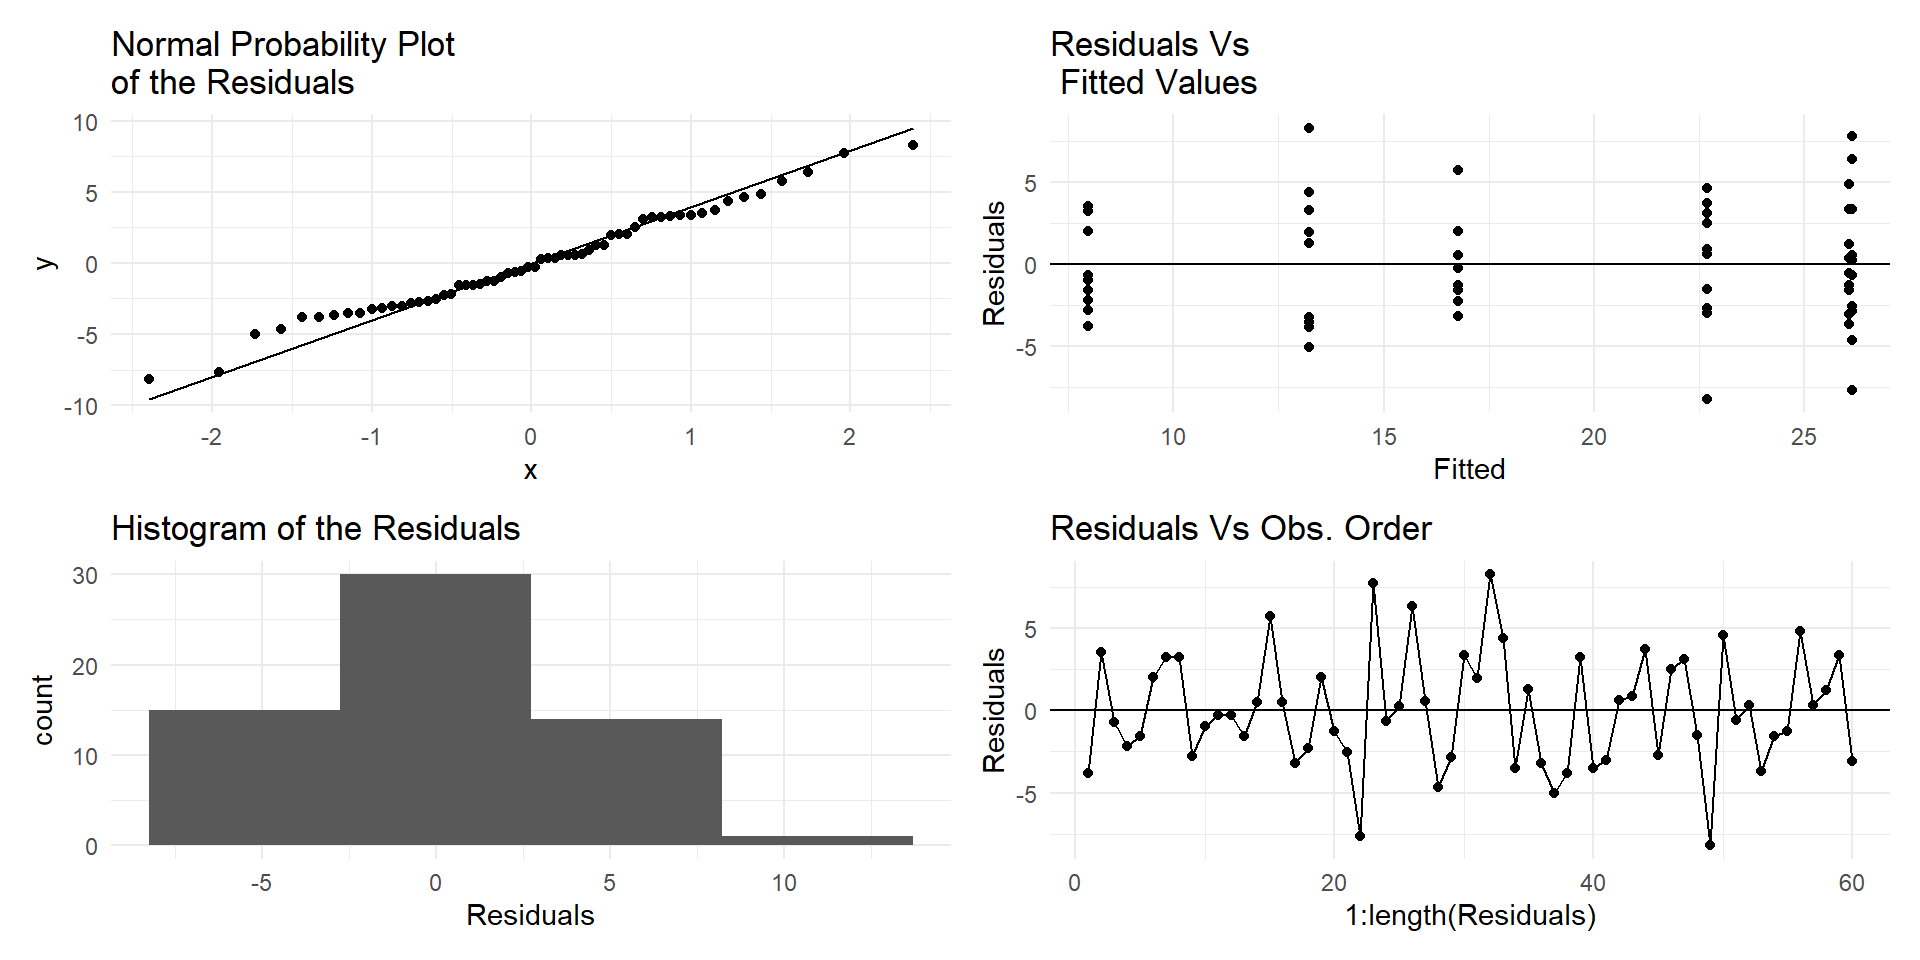 Normal Probability Plot
of the Residuals
10
5
0
-5
-10
y
-2
-1
0
1
2
x
Residuals Vs
Fitted Values
5
0
-5
Residuals
10
15
20
25
Fitted
Histogram of the Residuals
30
20
10
0
count
-5
0
5
10
Residuals
Residuals Vs Obs. Order
5
0
-5
Residuals
0
20
40
60
1:length(Residuals)